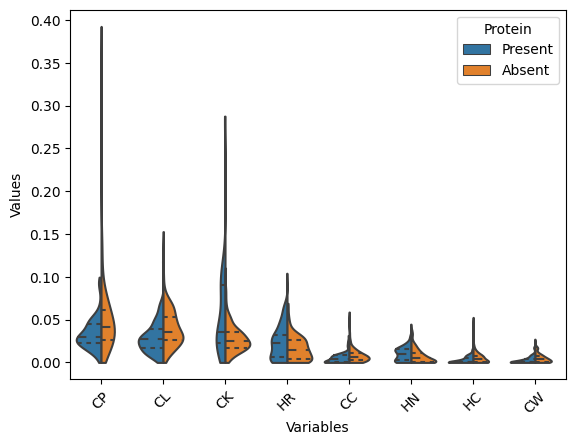 0.40
0.35
0.30
0.25
0.20
0.15
0.10
0.05
0.00
Values
Protein
Present
Absent
CP
CL
CK
HR
CC
HN
HC
CW
Variables